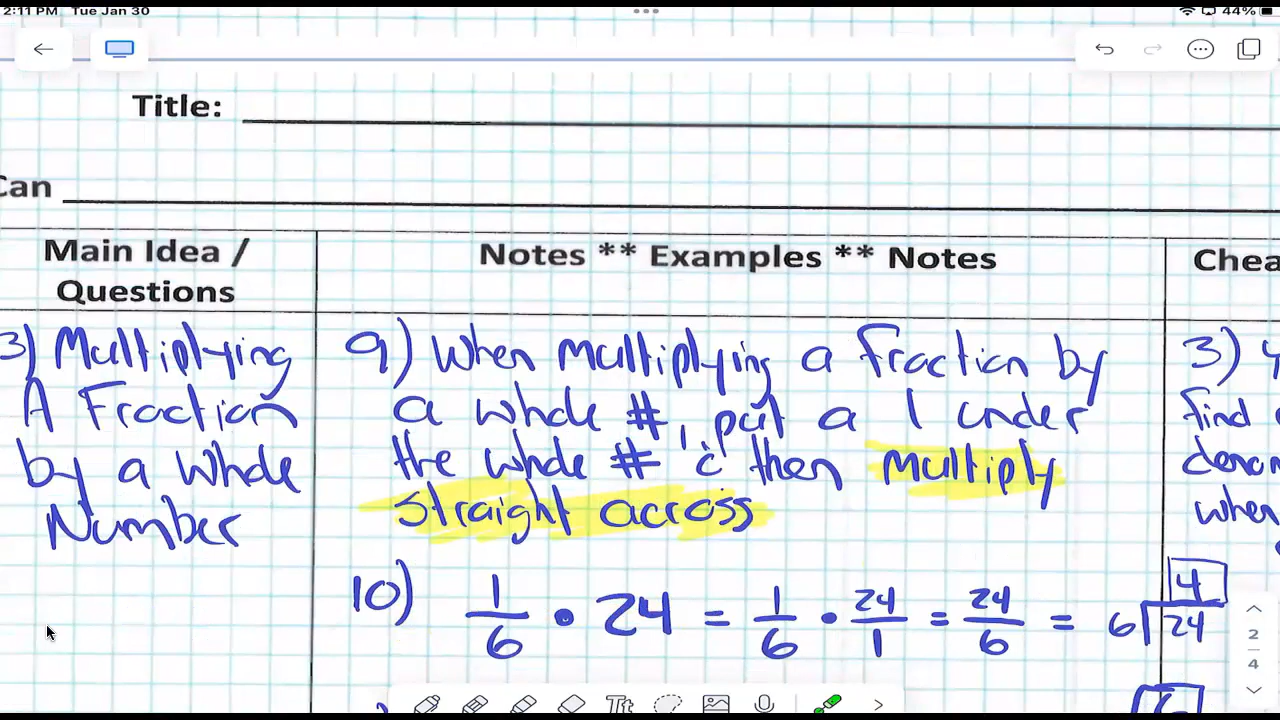 2:11 PM Tue Jan 30
44%
Title:
Can
Main Idea /
Questions
Notes ** Examples ** Notes
Chea
3) Multiplying
A Fraction
by a Whole
Number
9) When Multiplying a Fraction by
a whole #, put a 1 under
the whole # & then Multiply
straight across
3)
find
denom
when
10) 1/6 • 24 = 1/6 • 24/1 = 24/6 = 6)24 4
Tt
2
4